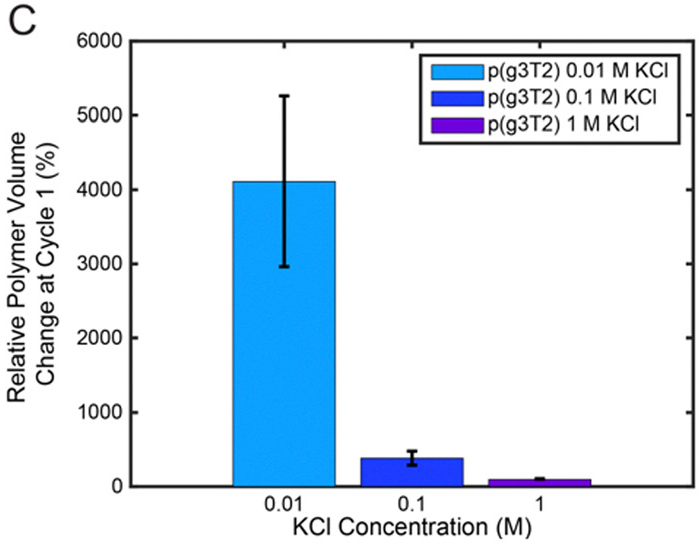 C
6000
5000
4000
3000
2000
1000
0
Relative Polymer Volume
Change at Cycle 1 (%)
p(g3T2) 0.01 M KCl
p(g3T2) 0.1 M KCl
p(g3T2) 1 M KCl
0.01
0.1
1
KCl Concentration (M)